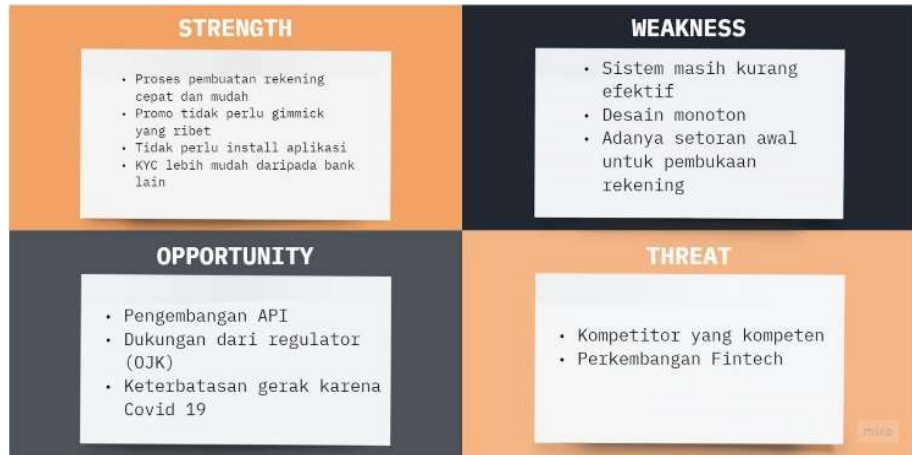 STRENGTH
• Proses pembuatan rekening
cepat dan mudah
• Promo tidak perlu gimmick
yang ribet
• Tidak perlu install aplikasi
• KYC lebih mudah daripada bank
lain
WEAKNESS
• Sistem masih kurang
efektif
• Desain monoton
• Adanya setoran awal
untuk pembukaan
rekening
OPPORTUNITY
• Pengembangan API
• Dukungan dari regulator
(OJK)
• Keterbatasan gerak karena
Covid 19
THREAT
• Kompetitor yang kompeten
• Perkembangan Fintech
miro